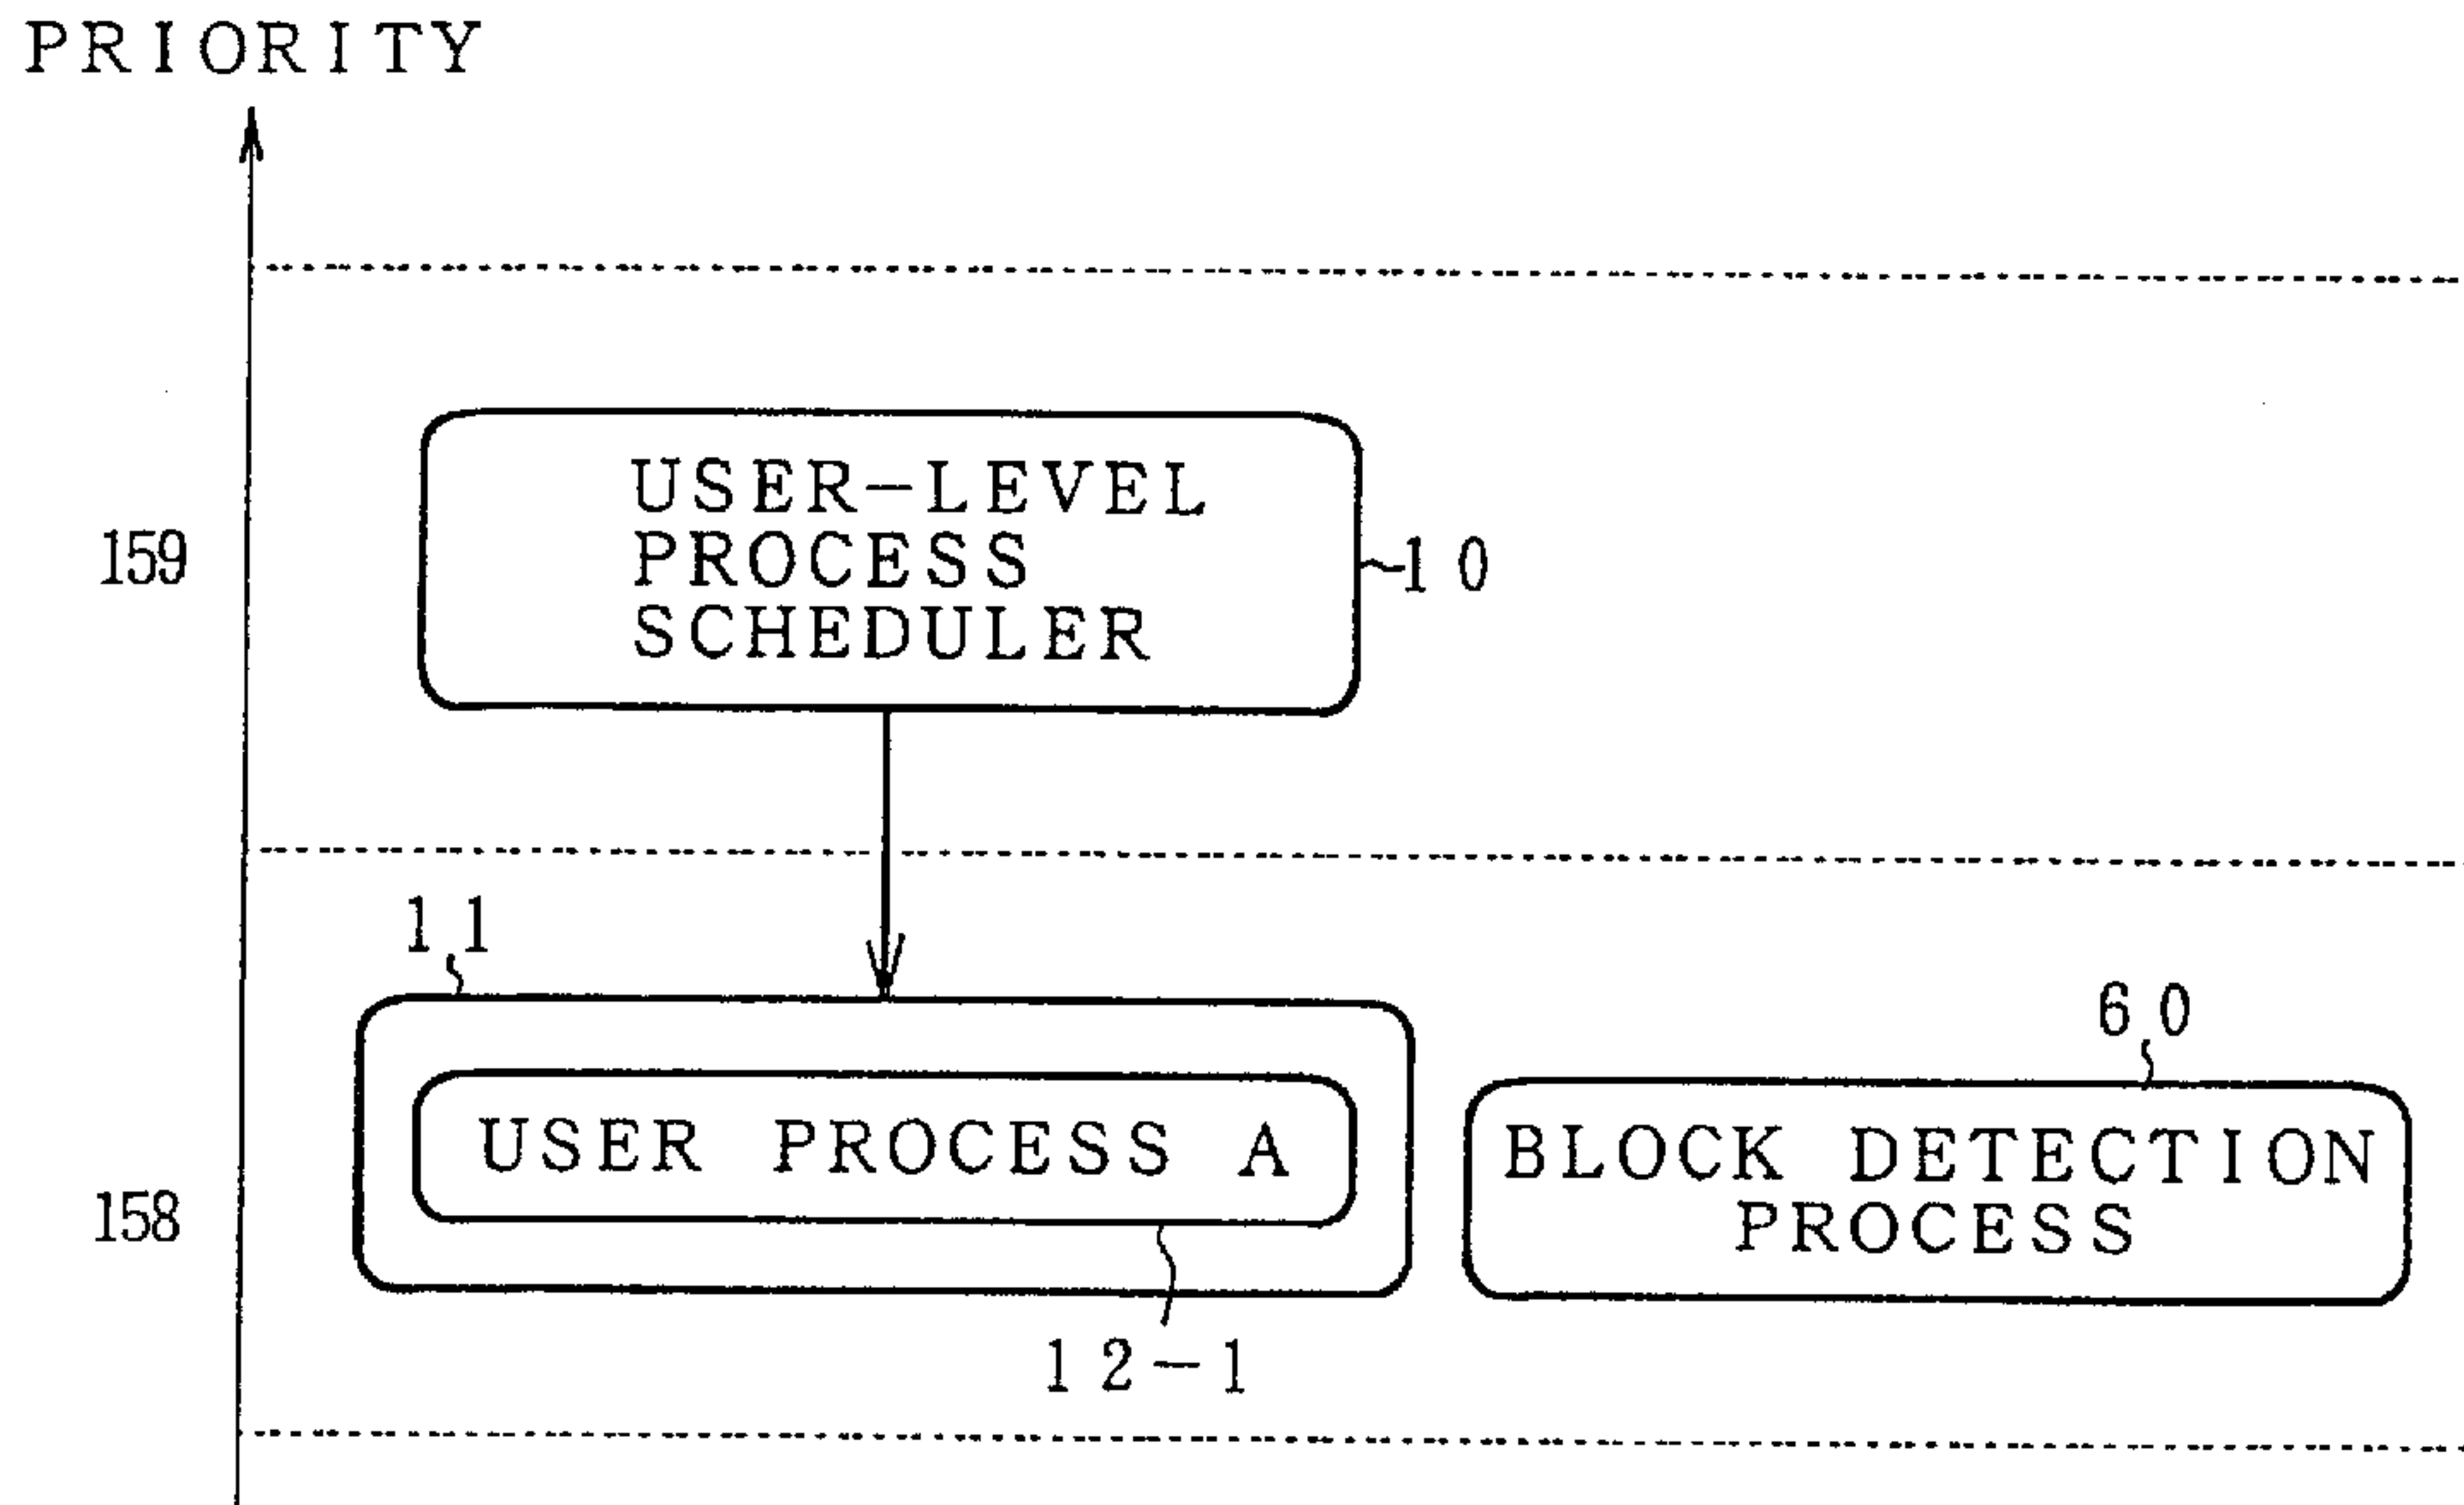 PRIORITY
USER-LEVEL
PROCESS
SCHEDULER
159
10
11
60
USER PROCESS A
BLOCK DETECTION
PROCESS
158
12-1